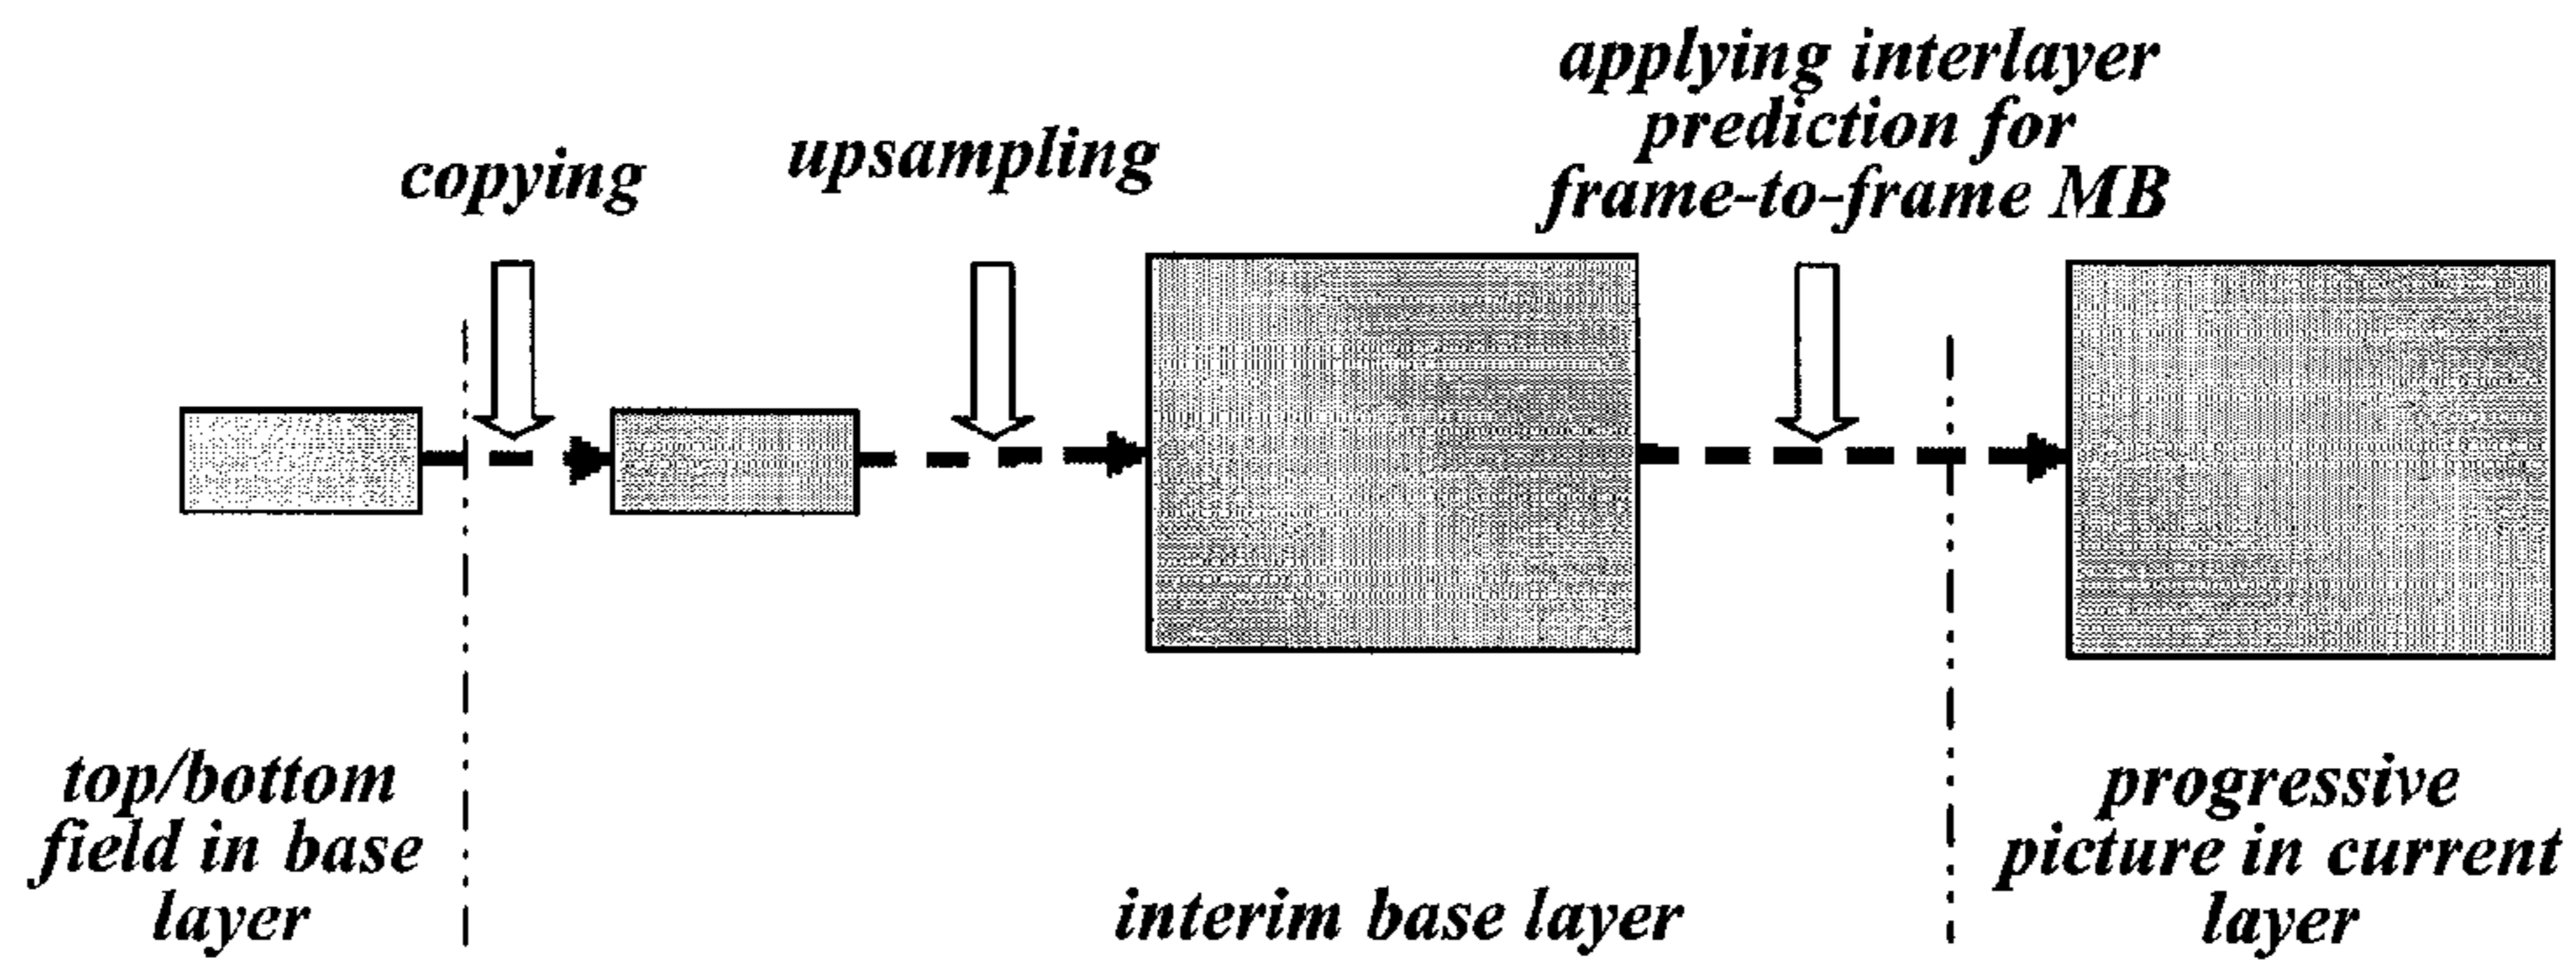 copying
upsampling
applying interlayer
prediction for
frame-to-frame MB
top/bottom
field in base
layer
interim base layer
progressive
picture in current
layer